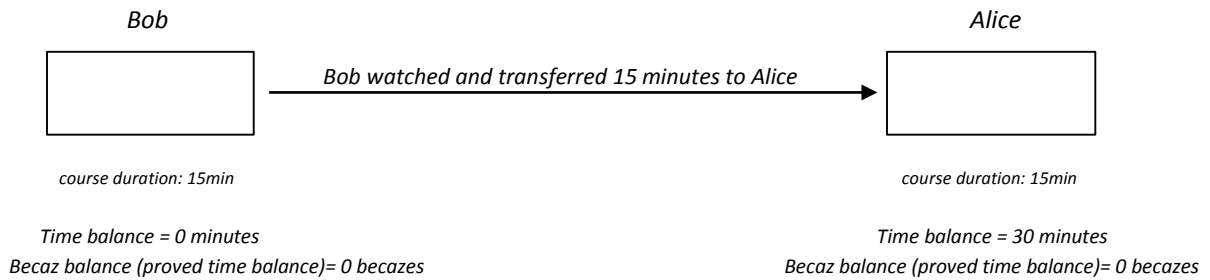 Bob
Alice
Bob watched and transferred 15 minutes to Alice
course duration: 15min
course duration: 15min
Time balance = 0 minutes
Time balance = 30 minutes
Becaz balance (proved time balance)= 0 becazes
Becaz balance (proved time balance)= 0 becazes